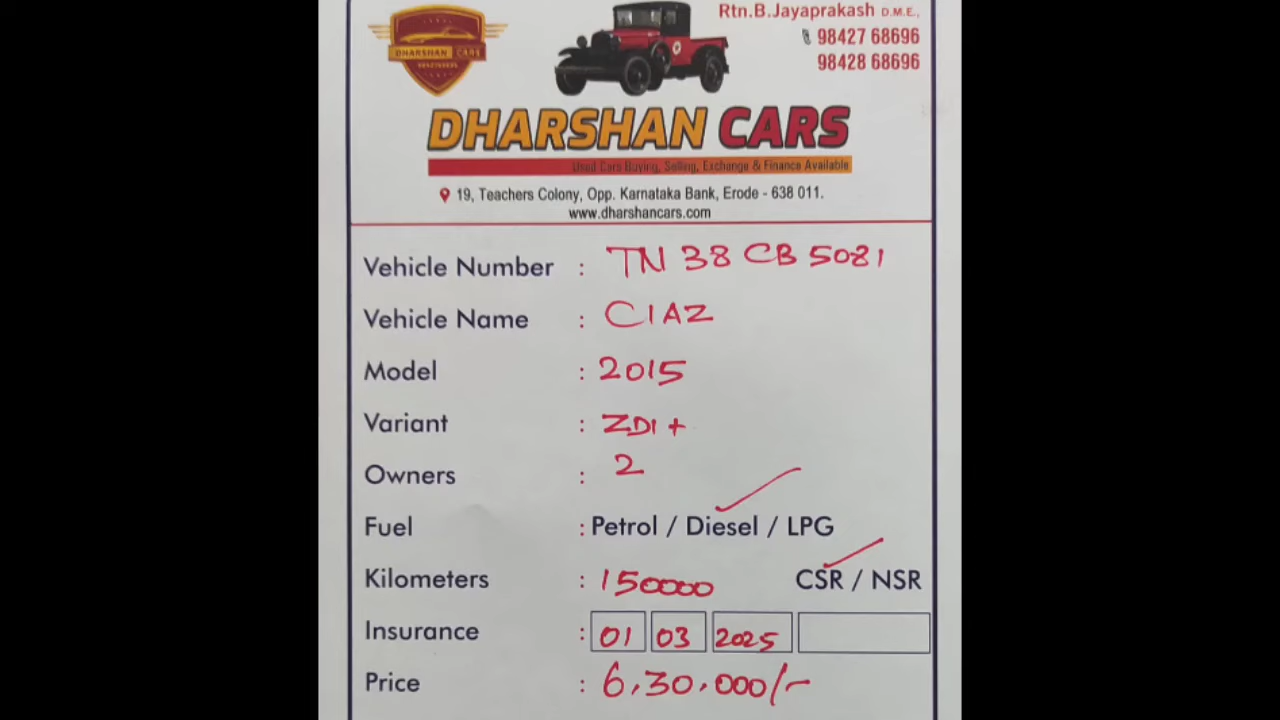 Rtn.B.Jayaprakash D.M.E.,
98427 68696
98428 68696
DHARSHAN CARS
DHARSHAN CARS
Used Cars Buying, Selling, Exchange & Finance Available
19, Teachers Colony, Opp. Karnataka Bank, Erode - 638 011.
www.dharshancars.com
Vehicle Number : TN 38 CB 5081
Vehicle Name : CIAZ
Model : 2015
Variant : ZDI +
Owners : 2
Fuel : Petrol / Diesel / LPG
Kilometers : 150000 CSR / NSR
Insurance : 01 03 2025
Price : 6,30,000/-